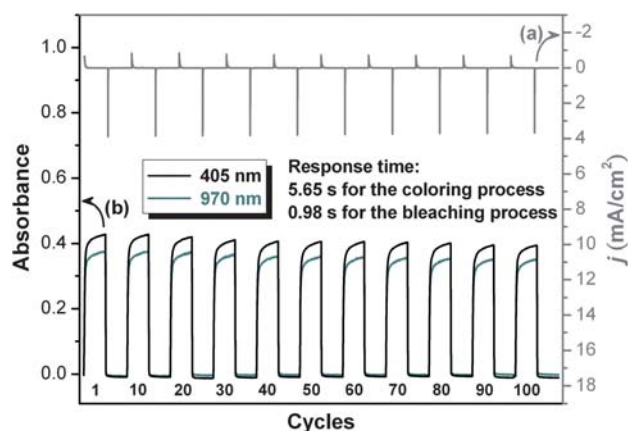 (a)
1.0
0.8
0.6
0.4
0.2
0.0
Absorbance
-2
0
2
4
6
8
10
12
14
16
18
j (mA/cm²)
405 nm
970 nm
Response time:
5.65 s for the coloring process
0.98 s for the bleaching process
(b)
1 10 20 30 40 50 60 70 80 90 100
Cycles